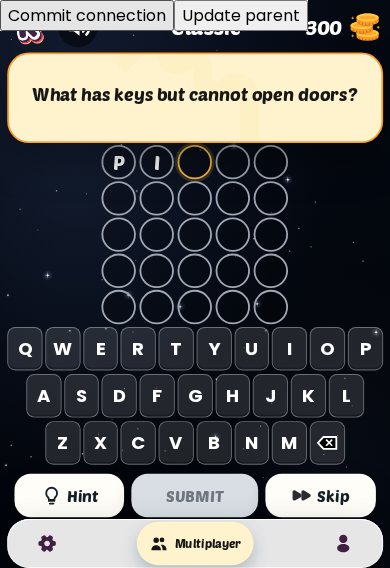 Commit connection Update parent
Classic 300
What has keys but cannot open doors?
P I
Q W E R T Y U I O P
A S D F G H J K L
Z X C V B N M
Hint SUBMIT Skip
Multiplayer